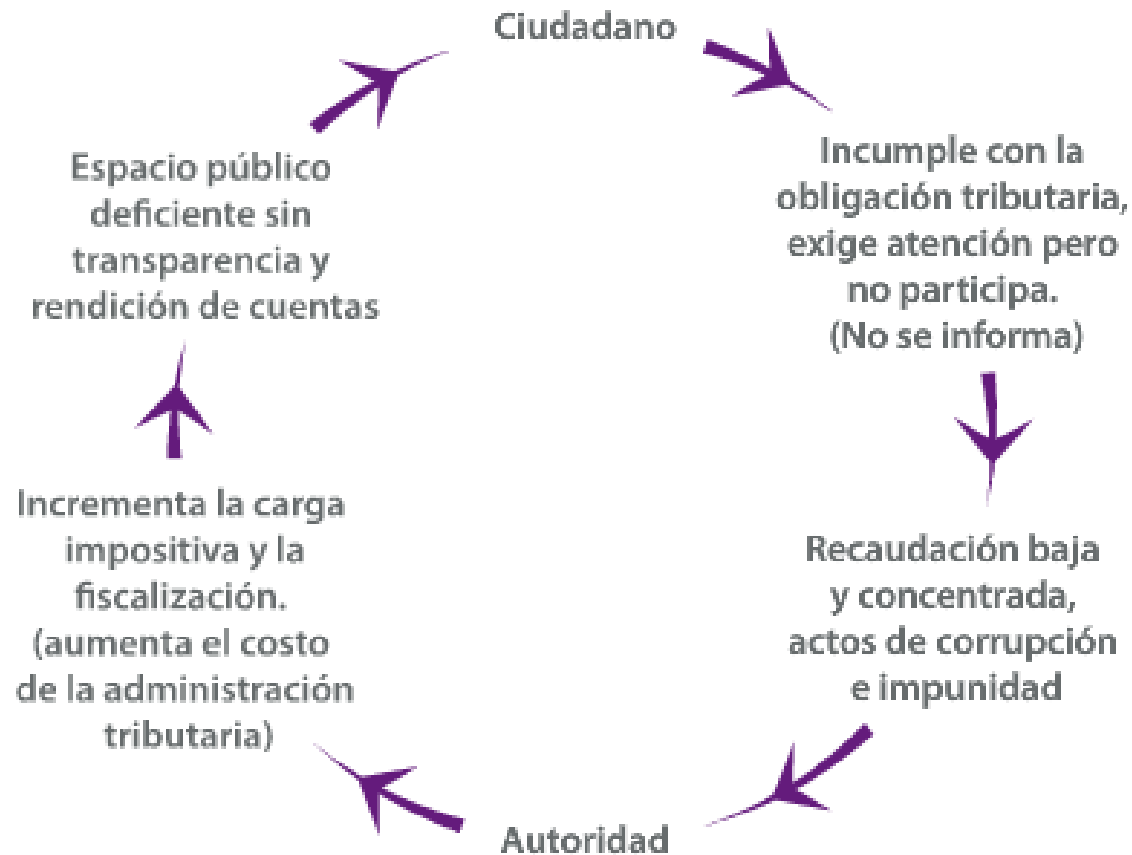 Ciudadano
Incumple con la
obligación tributaria,
exige atención pero
no participa.
(No se informa)
Recaudación baja
y concentrada,
actos de corrupción
e impunidad
Autoridad
Incrementa la carga
impositiva y la
fiscalización.
(aumenta el costo
de la administración
tributaria)
Espacio público
deficiente sin
transparencia y
rendición de cuentas